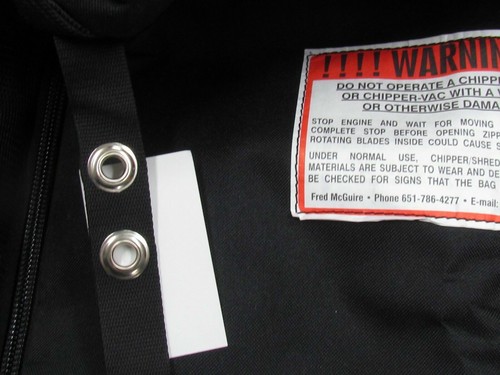 !!!! WARNIN
DO NOT OPERATE A CHIPP
OR CHIPPER-VAC WITH A
OR OTHERWISE DAMA
STOP ENGINE AND WAIT FOR MOVING
COMPLETE STOP BEFORE OPENING ZIPP
ROTATING BLADES INSIDE COULD CAUSE S
UNDER NORMAL USE, CHIPPER/SHRED
MATERIALS ARE SUBJECT TO WEAR AND DE
BE CHECKED FOR SIGNS THAT THE BAG
Fred McGuire • Phone 651-786-4277 • E-mail: